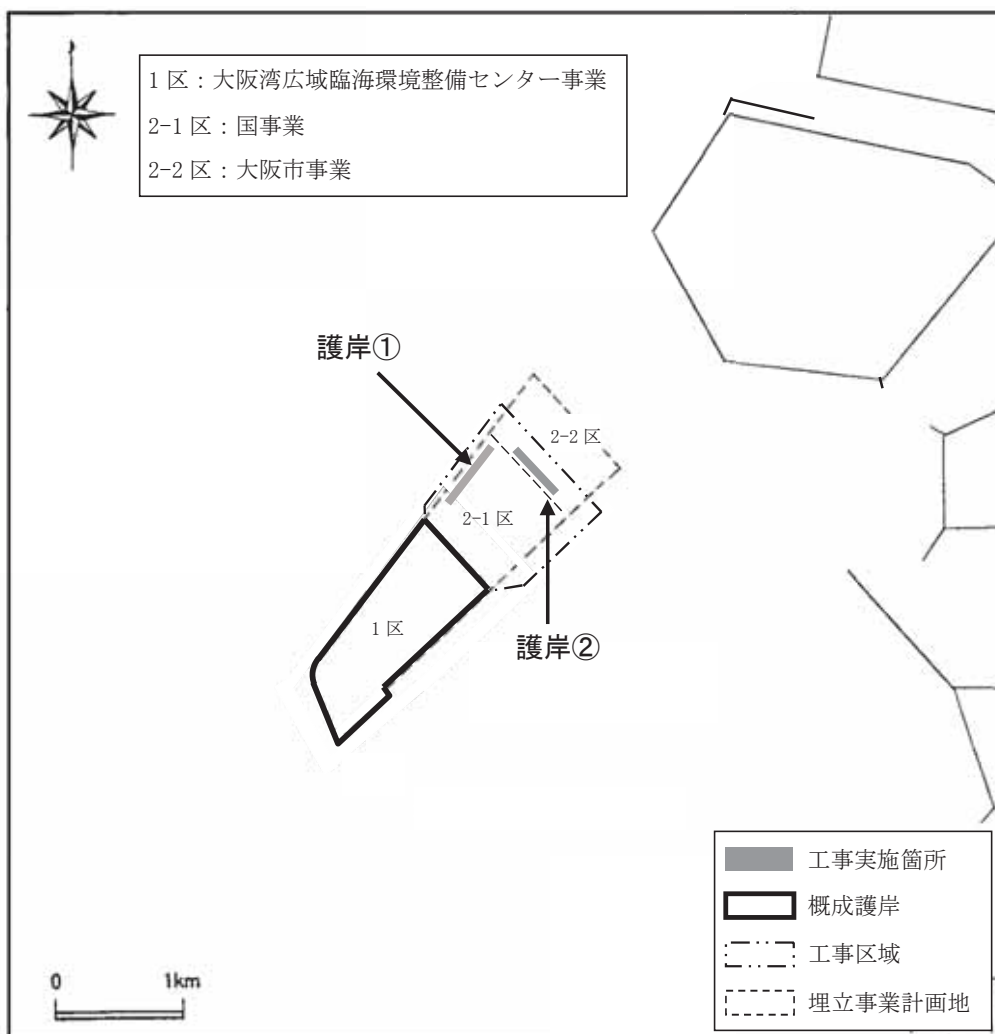 1区：大阪湾広域臨海環境整備センター事業
2-1区：国事業
2-2区：大阪市事業
護岸①
2-2区
2-1区
1区
護岸②
工事実施箇所
概成護岸
工事区域
埋立事業計画地
0 1km